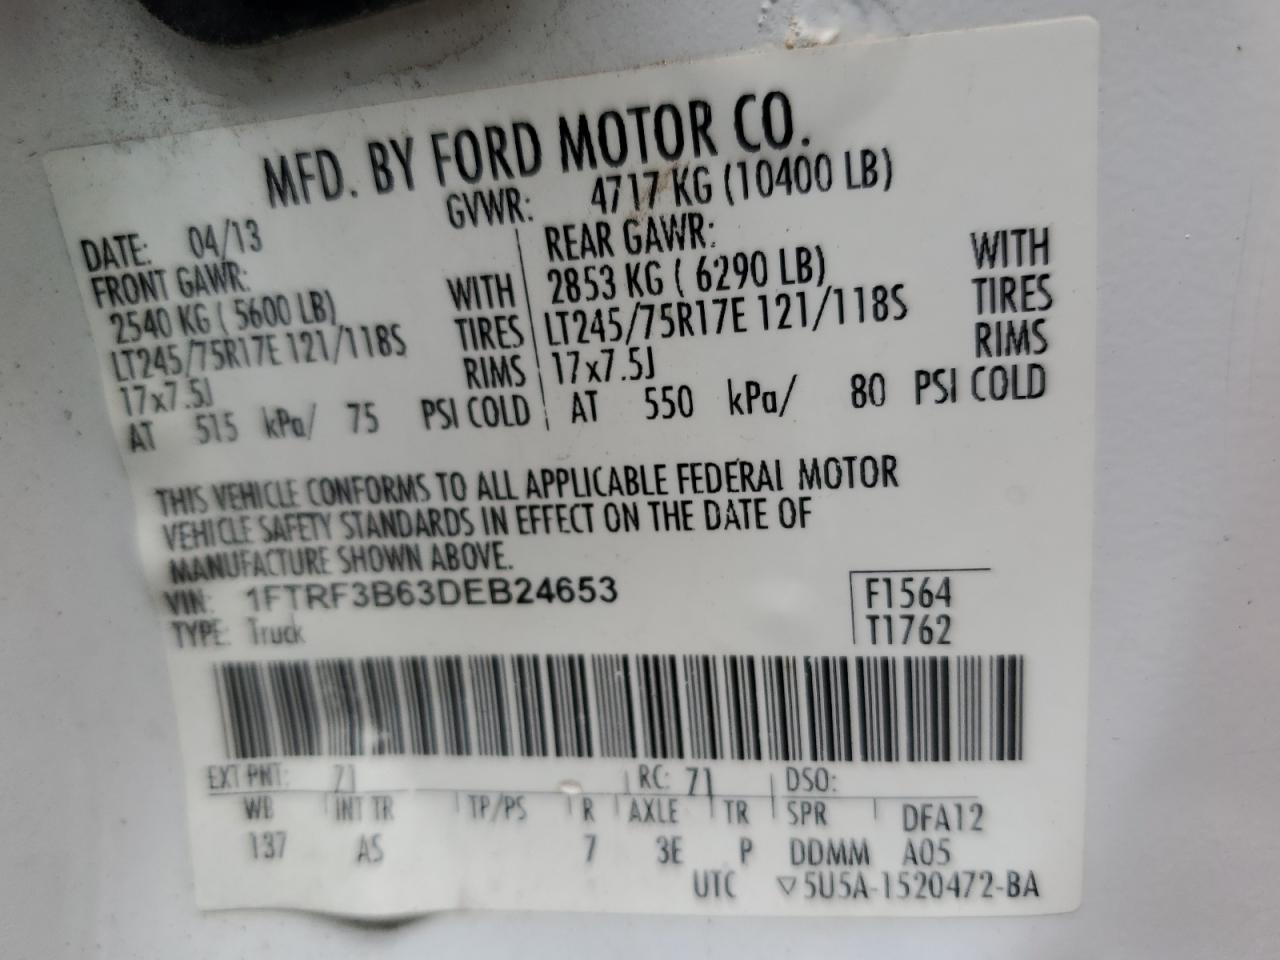 MFD. BY FORD MOTOR CO.
DATE: 04/13 GVWR: 4717 KG (10400 LB)
FRONT GAWR: REAR GAWR:
2540 KG ( 5600 LB) WITH 2853 KG ( 6290 LB) WITH
LT245/75R17E 121/118S TIRES LT245/75R17E 121/118S TIRES
17x7.5J RIMS 17x7.5J RIMS
AT 515 kPa/ 75 PSI COLD AT 550 kPa/ 80 PSI COLD
THIS VEHICLE CONFORMS TO ALL APPLICABLE FEDERAL MOTOR
VEHICLE SAFETY STANDARDS IN EFFECT ON THE DATE OF
MANUFACTURE SHOWN ABOVE.
VIN: 1FTRF3B63DEB24653 F1564
TYPE: Truck T1762
EXT PNT: 71 RC: 71 DSO:
WB INT TR TP/PS R AXLE TR SPR DFA12
137 AS 7 3E P DDMM A05
UTC ▽5U5A-1520472-BA